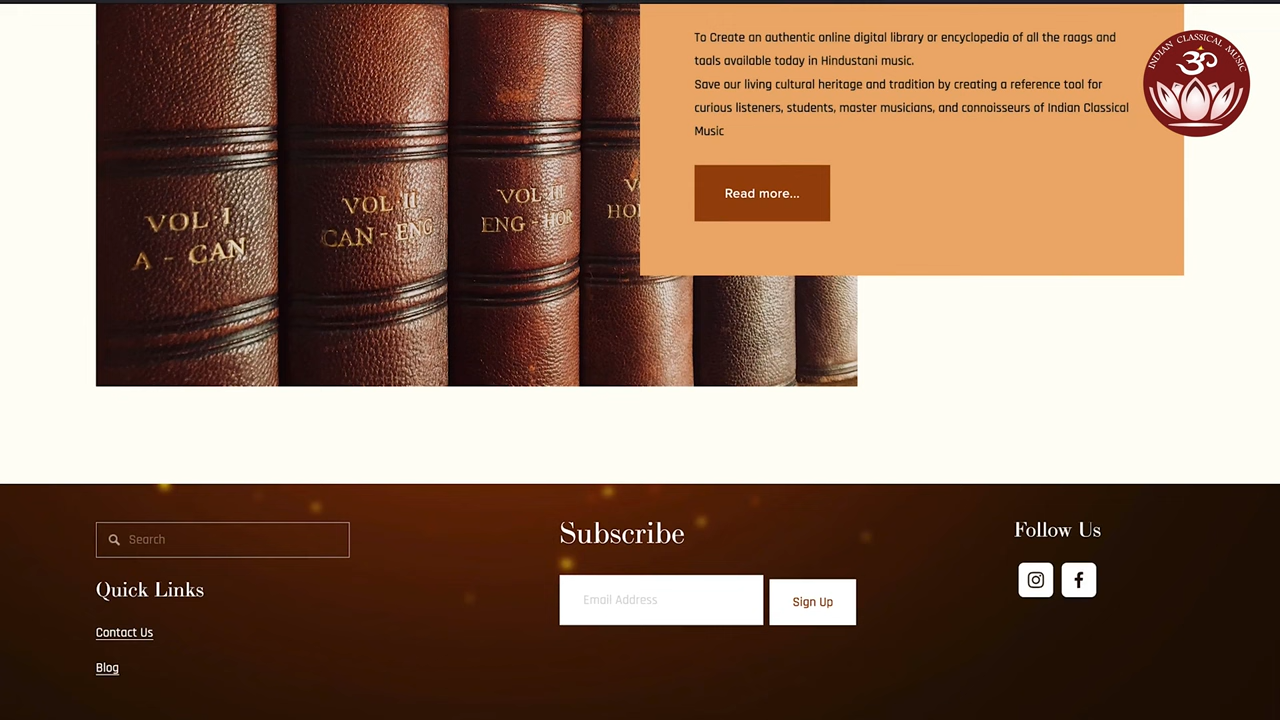 To Create an authentic online digital library or encyclopedia of all the raags and
taals available today in Hindustani music.
Save our living cultural heritage and tradition by creating a reference tool for
curious listeners, students, master musicians, and connoisseurs of Indian Classical
Music
Read more...
INDIAN CLASSICAL MUSIC
ॐ
VOL I
A - CAN
VOL II
CAN - ENG
VOL III
ENG - HOR
V
HO
Search
Quick Links
Contact Us
Blog
Subscribe
Email Address
Sign Up
Follow Us